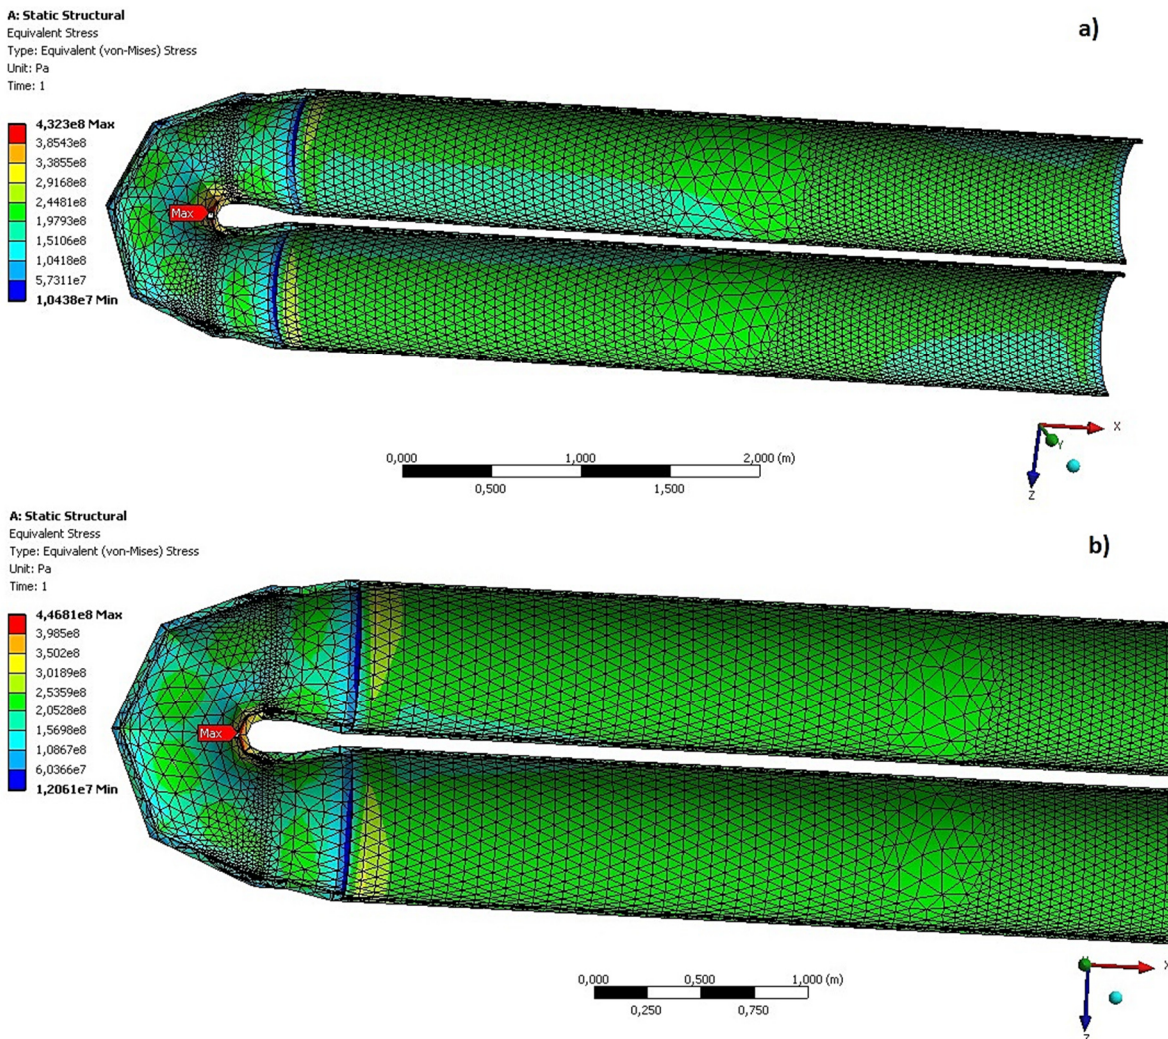 A: Static Structural
Equivalent Stress
Type: Equivalent (von-Mises) Stress
Unit: Pa
Time: 1
a)
4,323e8 Max
3,8543e8
3,3855e8
2,9168e8
2,4481e8
1,9793e8
1,5106e8
1,0418e8
5,7311e7
1,0438e7 Min
Max
0,000 1,000 2,000 (m)
0,500 1,500
X
Y
Z
A: Static Structural
Equivalent Stress
Type: Equivalent (von-Mises) Stress
Unit: Pa
Time: 1
b)
4,4681e8 Max
3,985e8
3,502e8
3,0189e8
2,5359e8
2,0528e8
1,5698e8
1,0867e8
6,0366e7
1,2061e7 Min
Max
0,000 0,500 1,000 (m)
0,250 0,750
X
Z